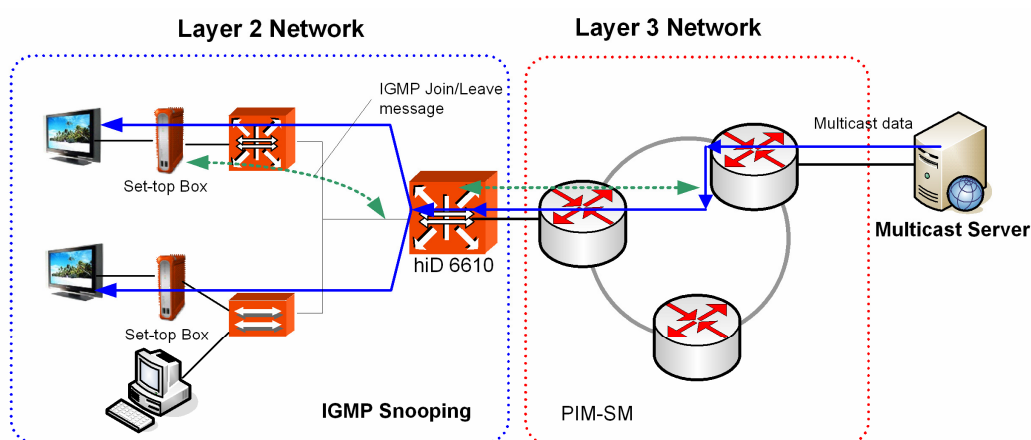 Layer 2 Network
Layer 3 Network
IGMP Join/Leave
message
Multicast data
Set-top Box
hiD 6610
Multicast Server
Set-top Box
IGMP Snooping
PIM-SM